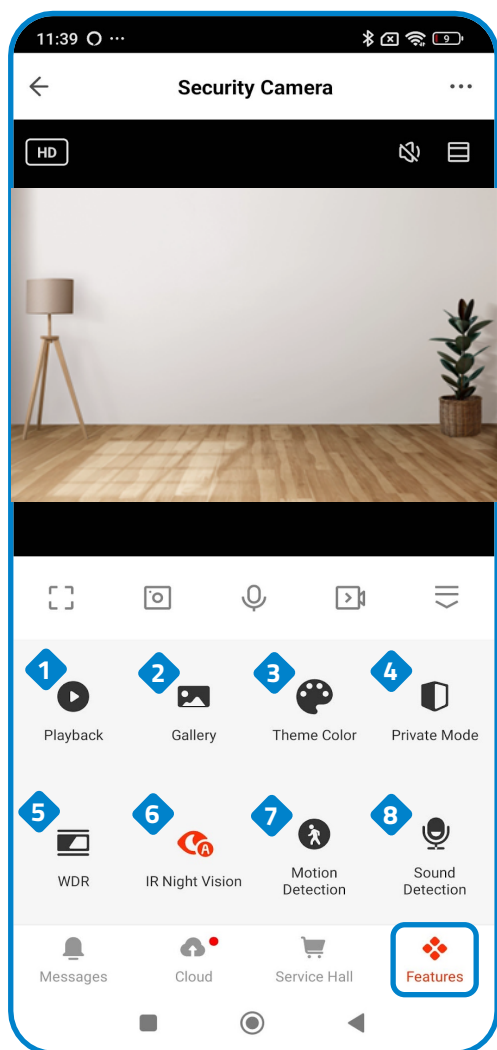 11:39
9
Security Camera
HD
1
2
3
4
Playback
Gallery
Theme Color
Private Mode
5
6
7
8
WDR
IR Night Vision
A
Motion
Detection
Sound
Detection
Messages
Cloud
Service Hall
Features